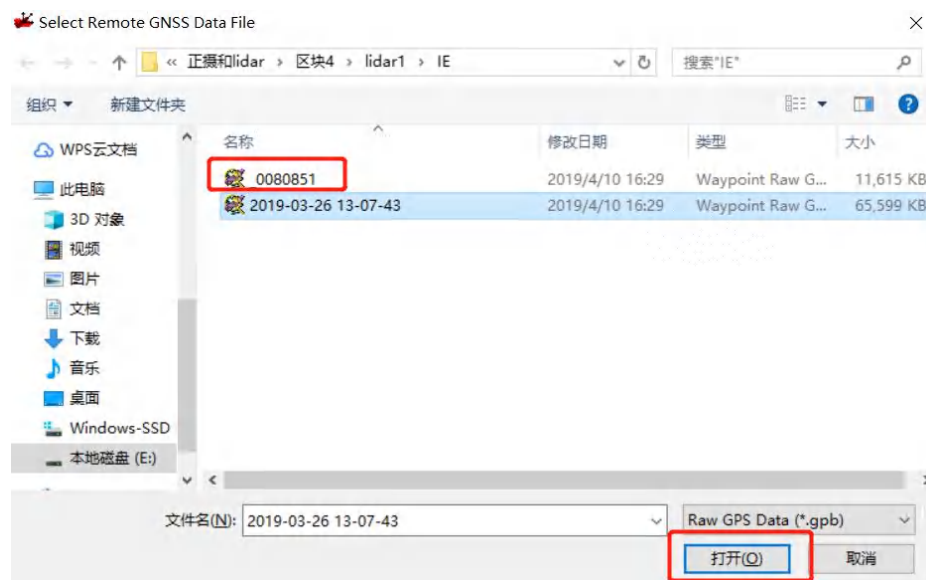 Select Remote GNSS Data File
« 正摄和lidar › 区块4 › lidar1 › IE
搜索"IE"
组织 新建文件夹
名称 修改日期 类型 大小
_0080851 2019/4/10 16:29 Waypoint Raw G... 11,615 KB
2019-03-26 13-07-43 2019/4/10 16:29 Waypoint Raw G... 65,599 KB
WPS云文档
此电脑
3D 对象
视频
图片
文档
下载
音乐
桌面
Windows-SSD
本地磁盘 (E:)
文件名(N): 2019-03-26 13-07-43 Raw GPS Data (*.gpb)
打开(O) 取消